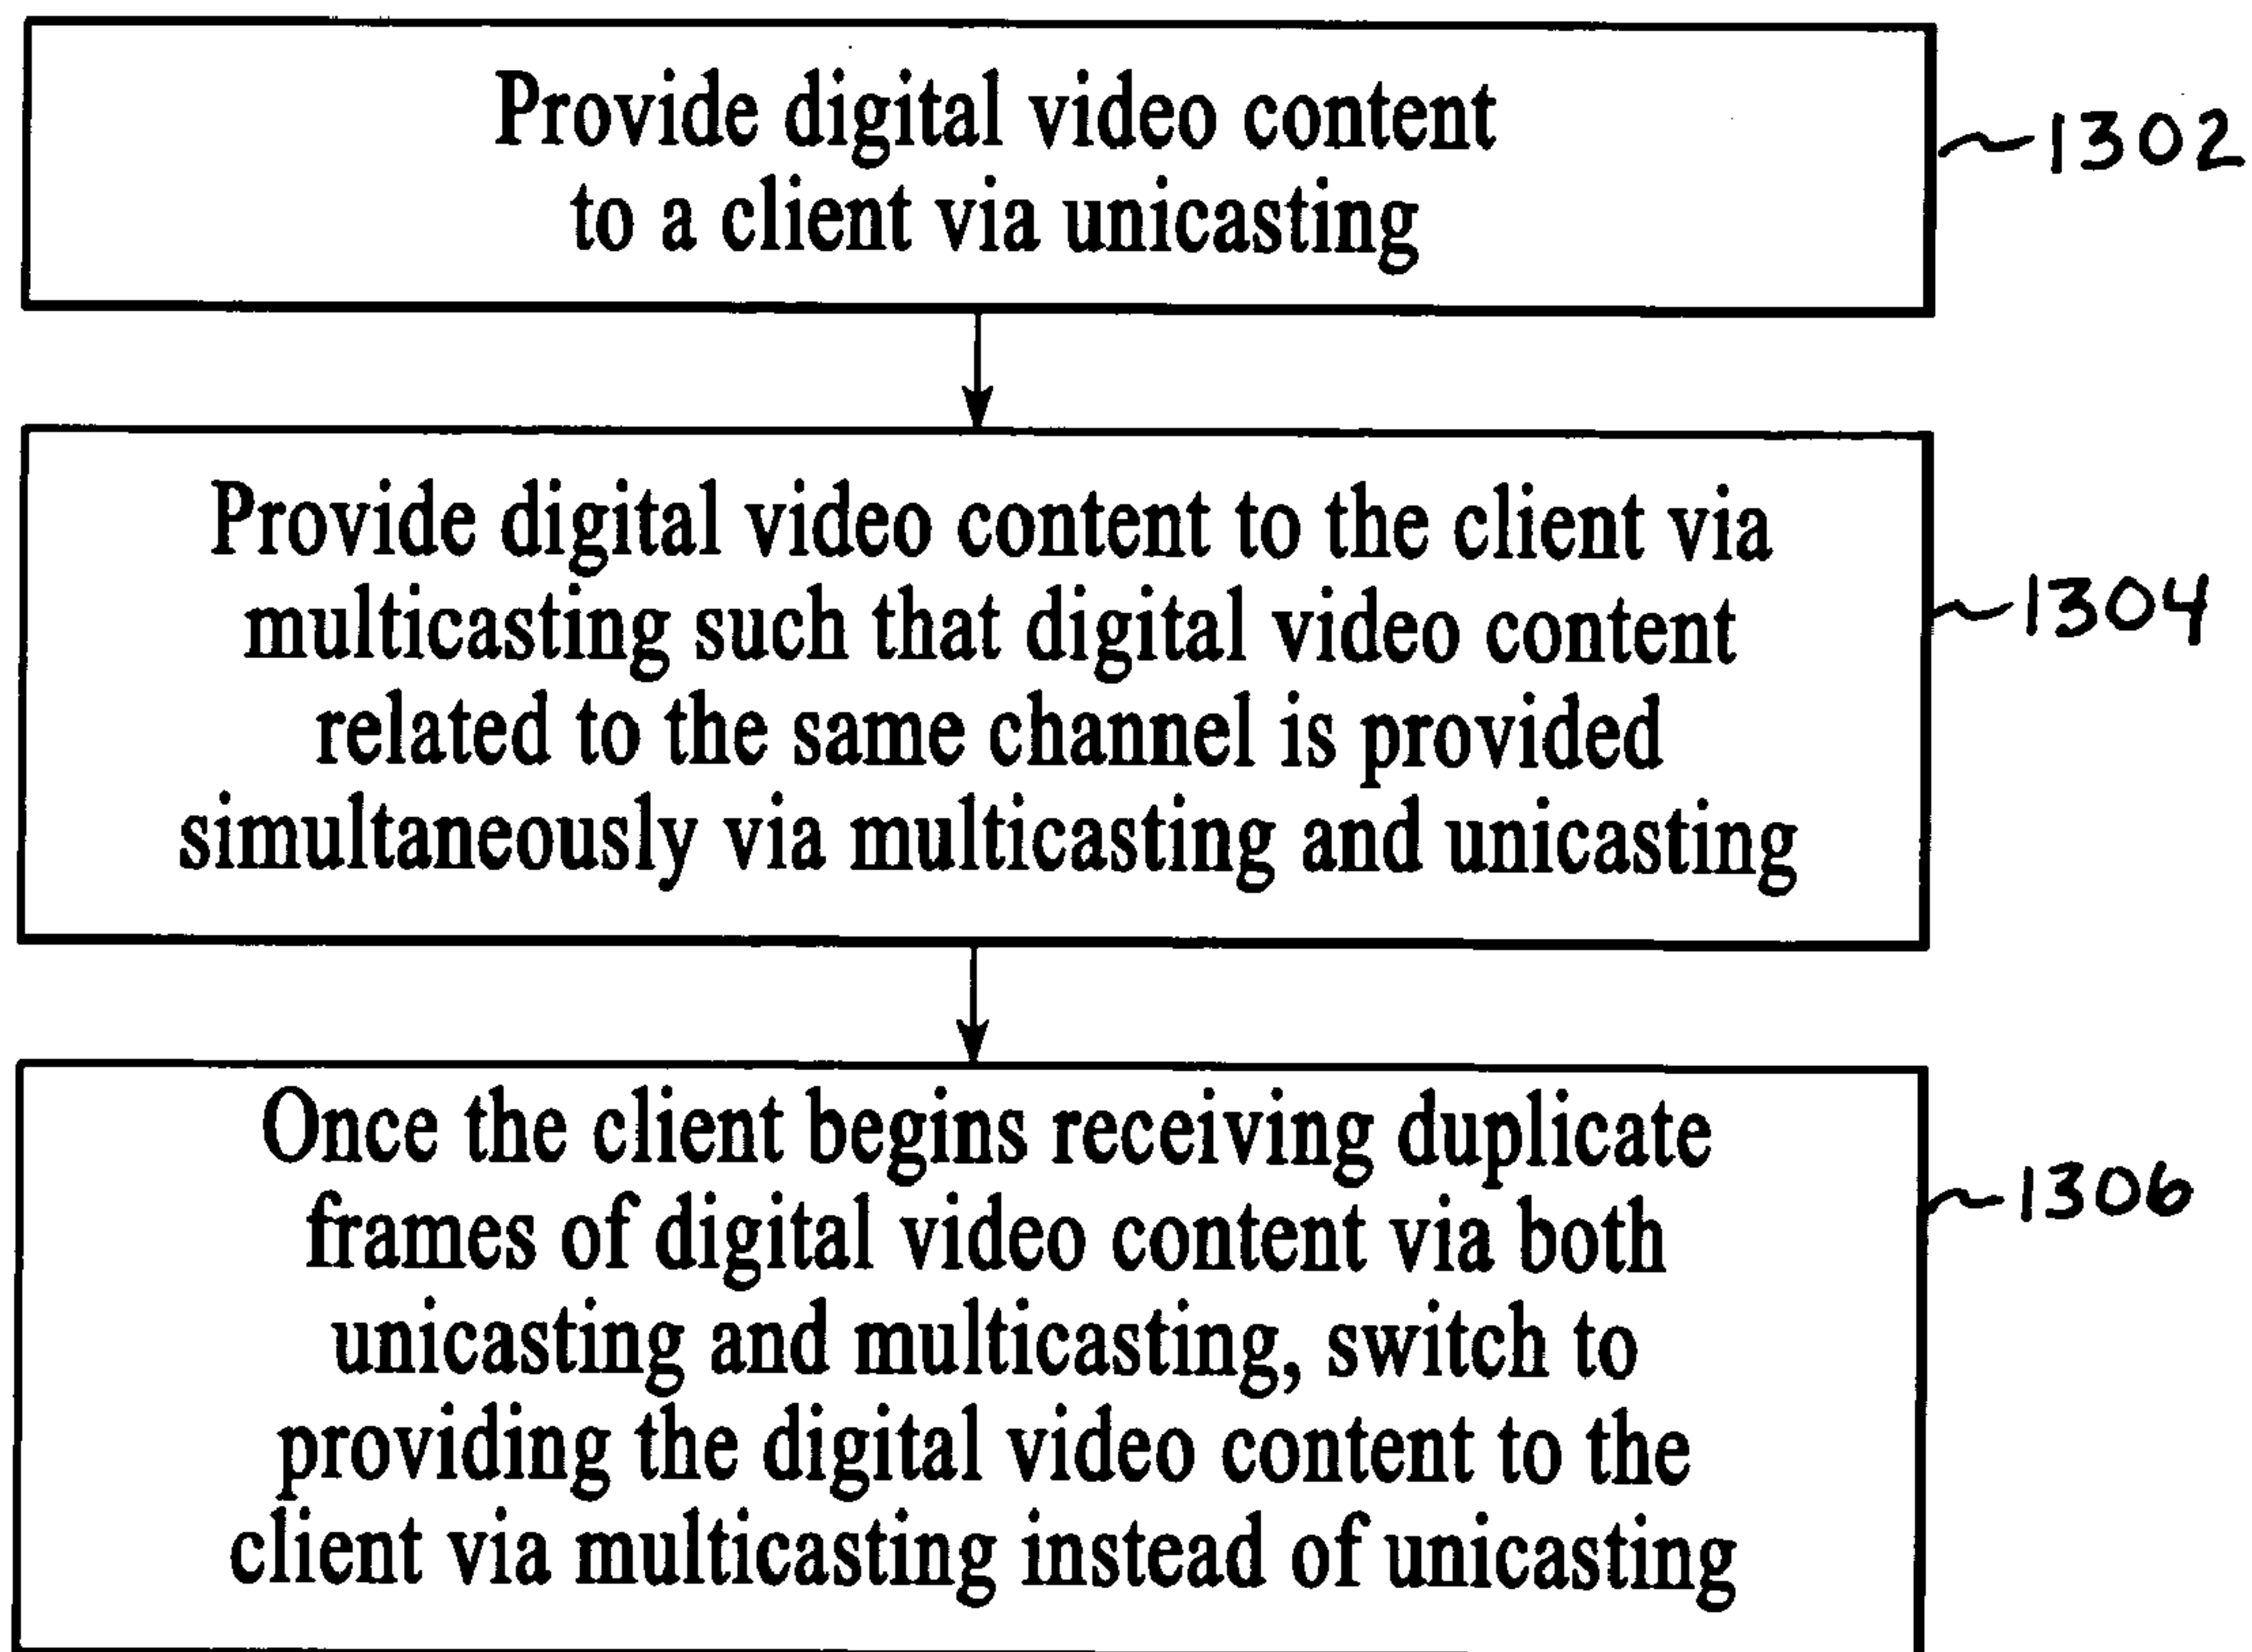 Provide digital video content
to a client via unicasting
1302
Provide digital video content to the client via
multicasting such that digital video content
related to the same channel is provided
simultaneously via multicasting and unicasting
1304
Once the client begins receiving duplicate
frames of digital video content via both
unicasting and multicasting, switch to
providing the digital video content to the
client via multicasting instead of unicasting
1306